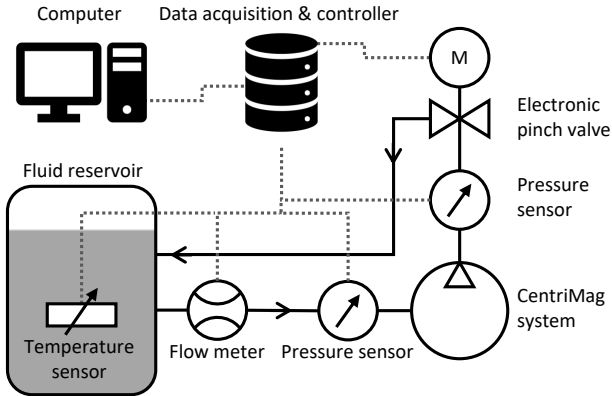 Computer
Data acquisition & controller
M
Electronic
pinch valve
Fluid reservoir
Pressure
sensor
CentriMag
system
Temperature
sensor
Flow meter
Pressure sensor